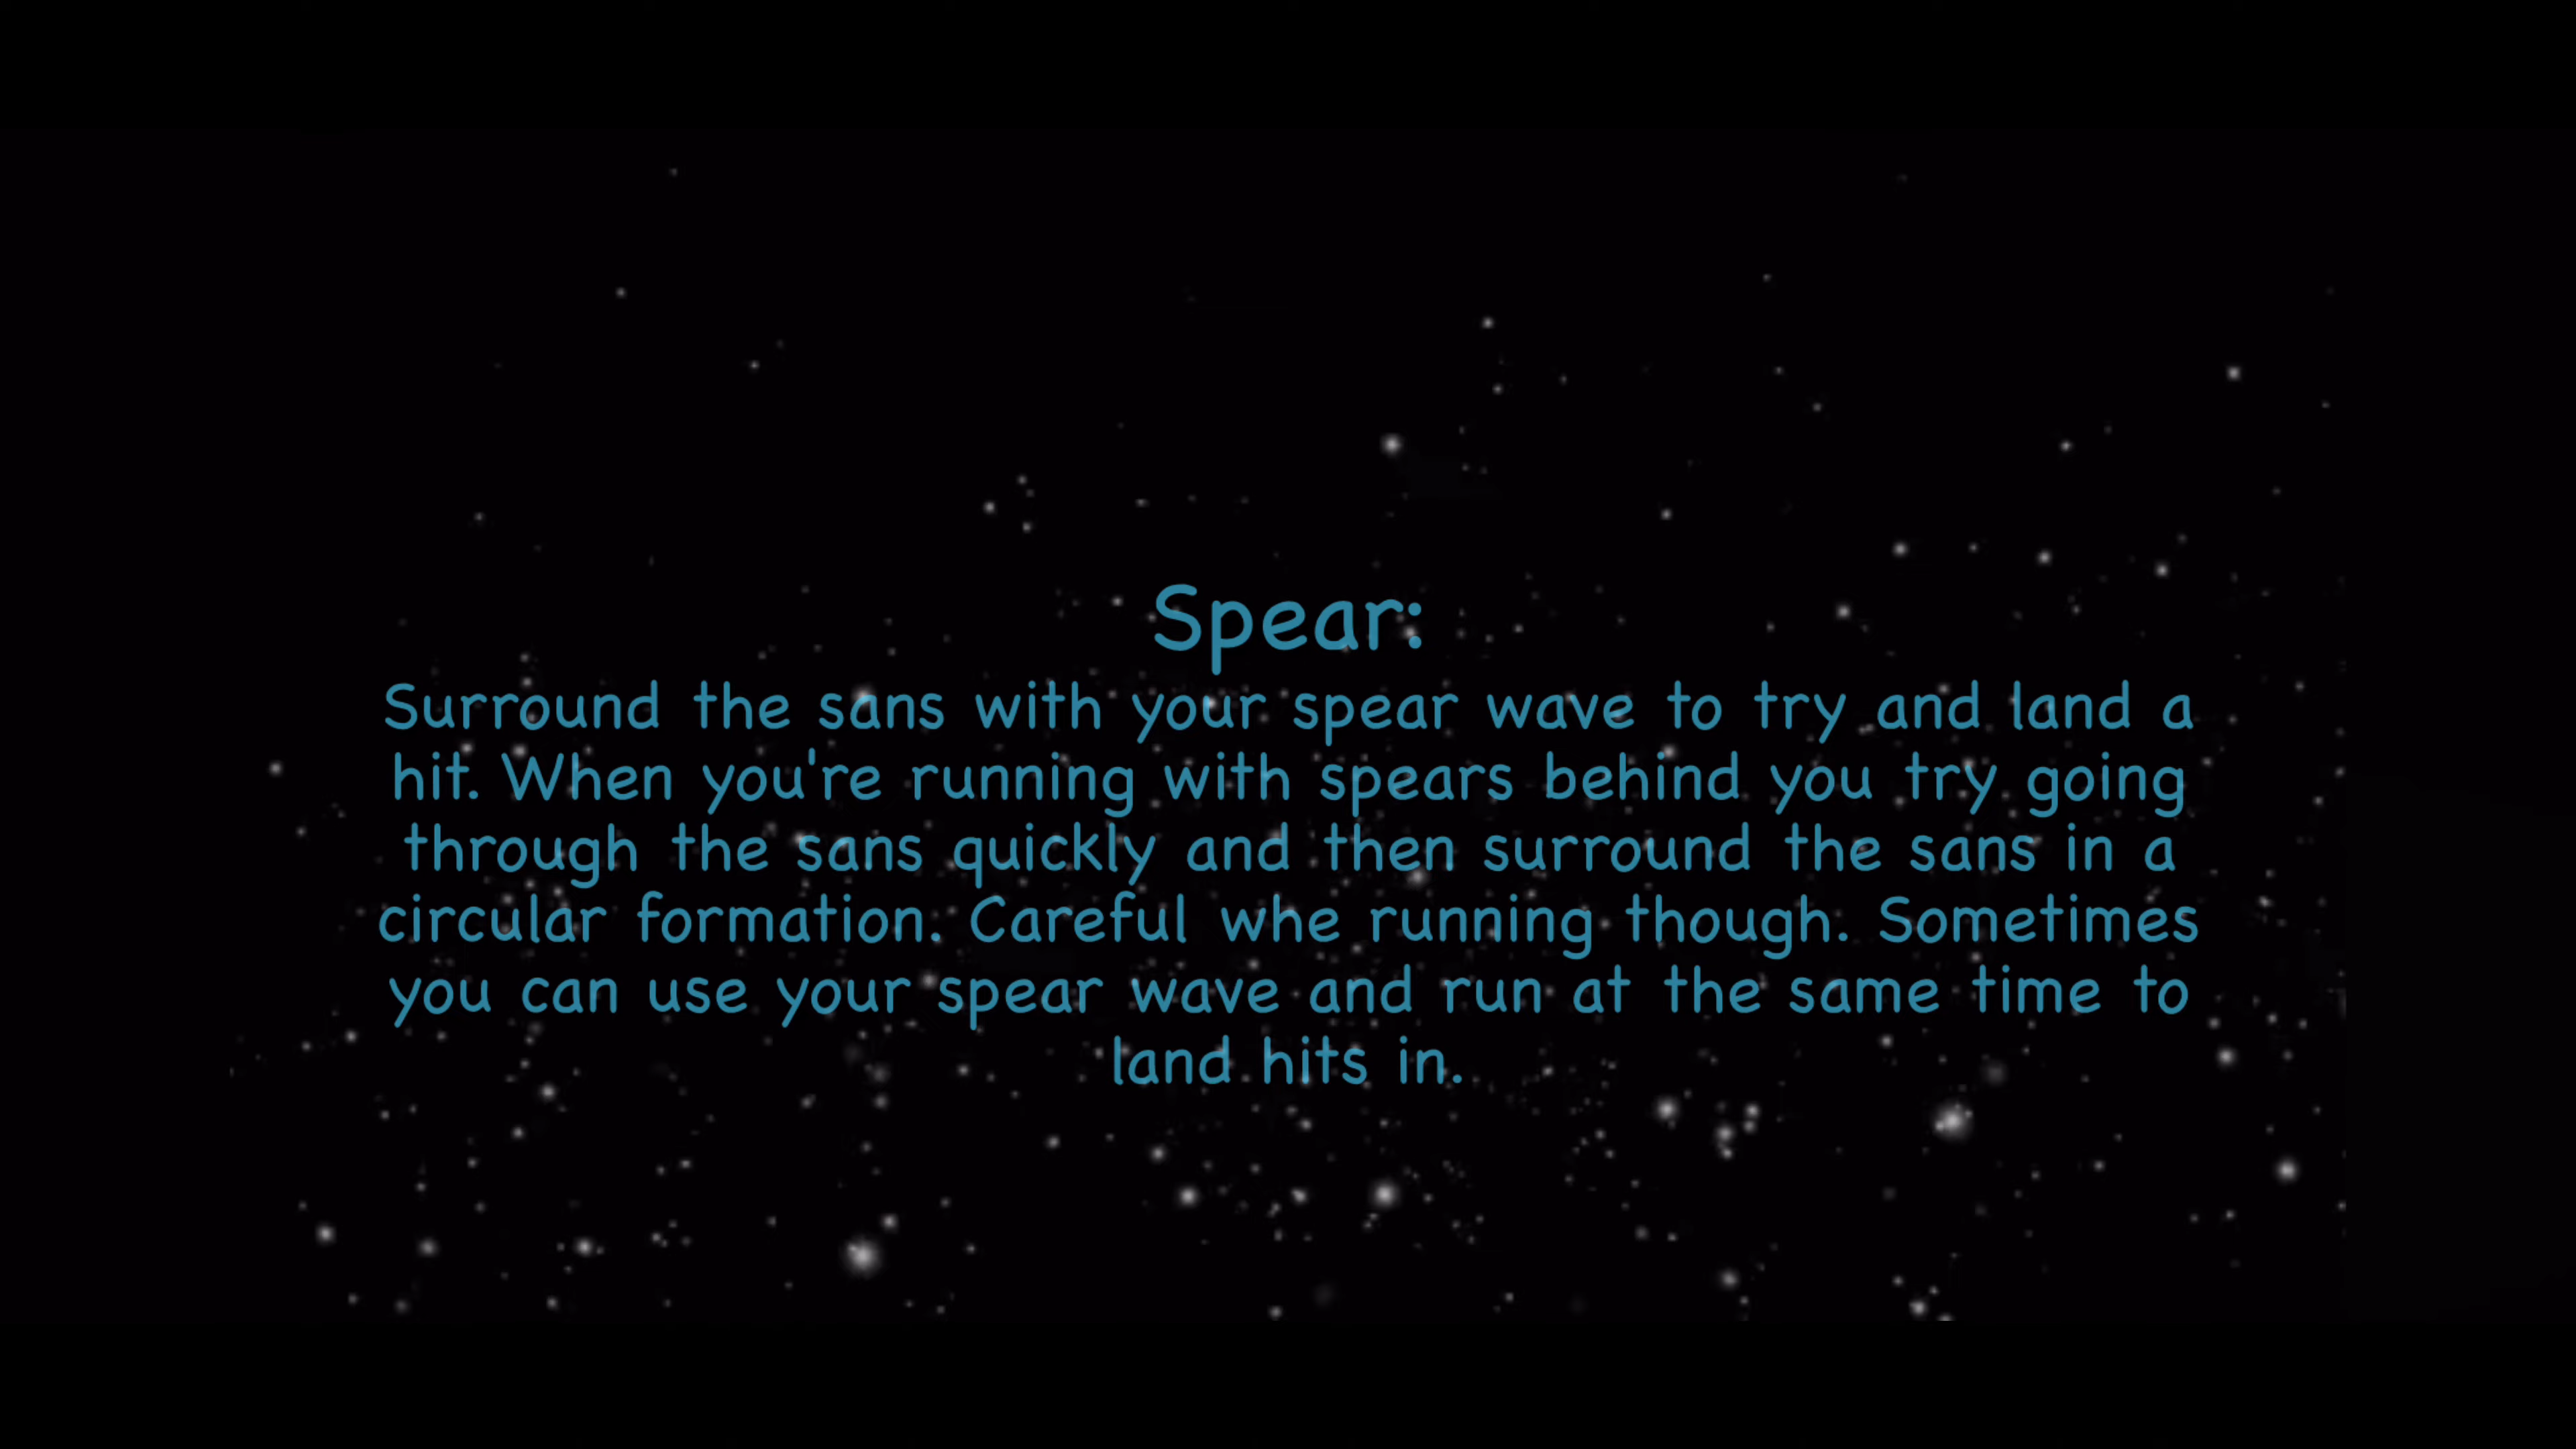 Spear:
Surround the sans with your spear wave to try and land a
hit. When you're running with spears behind you try going
through the sans quickly and then surround the sans in a
circular formation. Careful whe running though. Sometimes
you can use your spear wave and run at the same time to
land hits in.